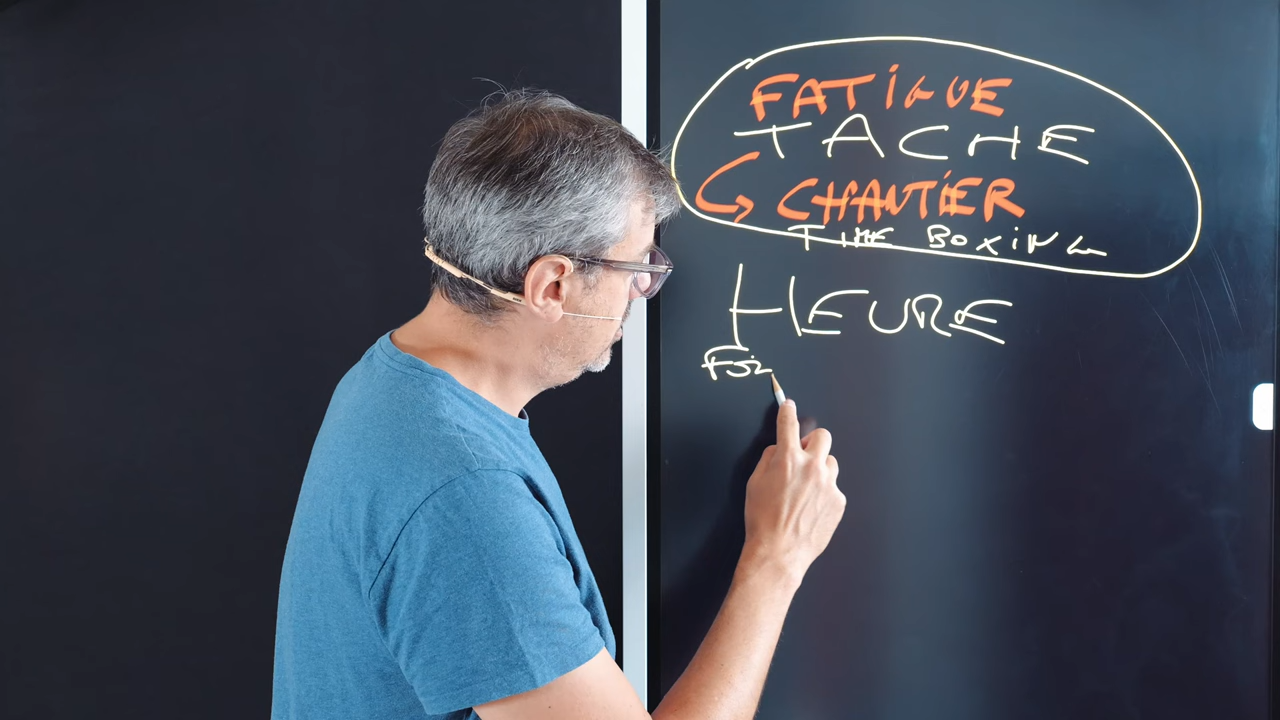 FATIGUE
TACHE
↳ CHANTIER
TIME BOXING
HEURE